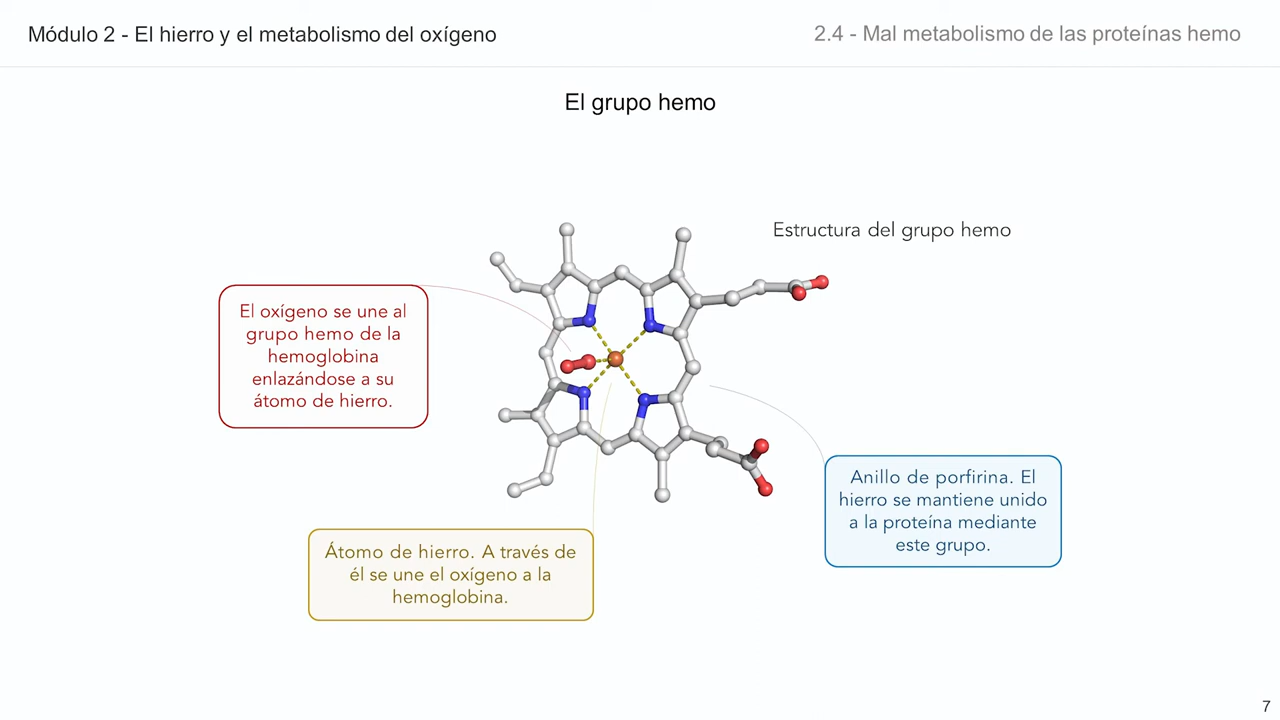 Módulo 2 - El hierro y el metabolismo del oxígeno
2.4 - Mal metabolismo de las proteínas hemo
El grupo hemo
Estructura del grupo hemo
El oxígeno se une al
grupo hemo de la
hemoglobina
enlazándose a su
átomo de hierro.
Anillo de porfirina. El
hierro se mantiene unido
a la proteína mediante
este grupo.
Átomo de hierro. A través de
él se une el oxígeno a la
hemoglobina.
7